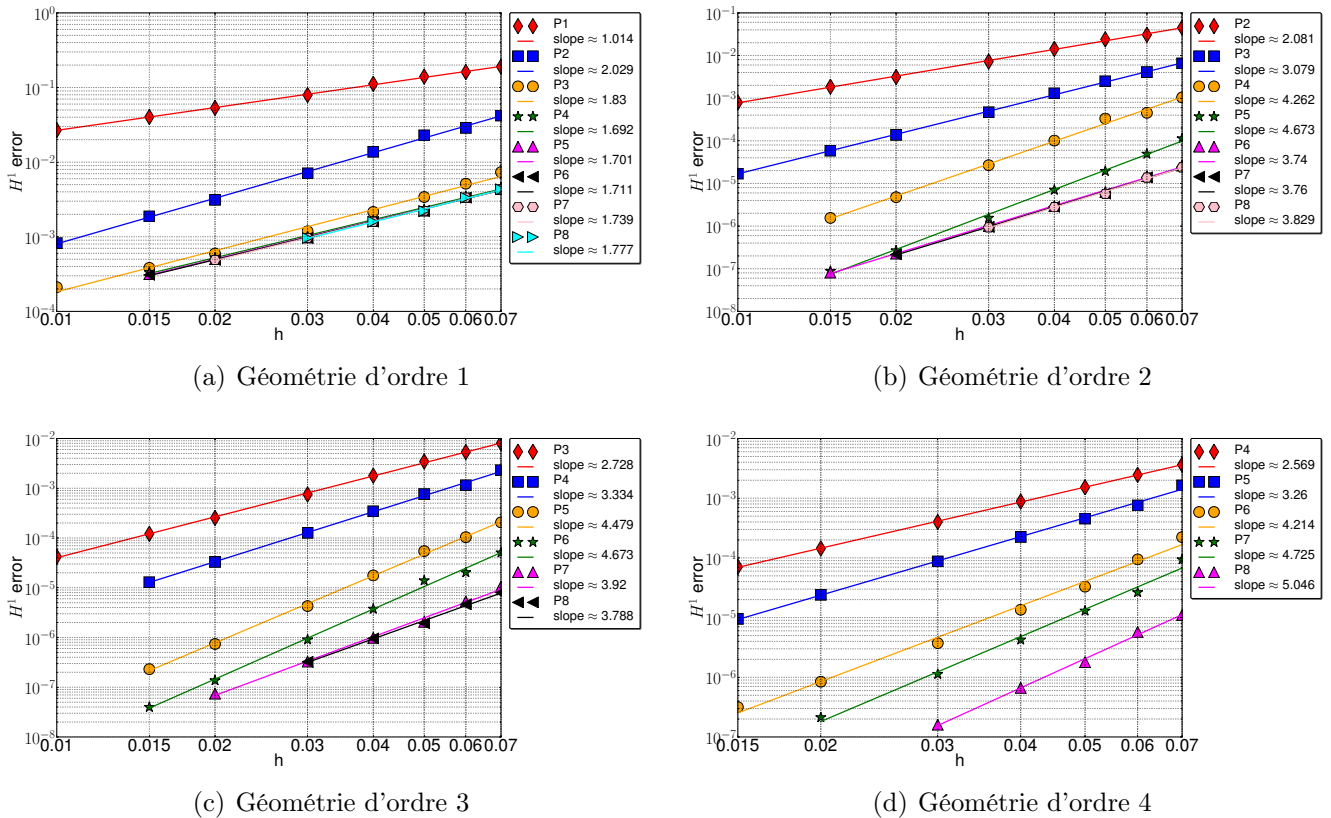 10^0
10^-1
10^-2
10^-3
10^-4
H^1 error
0.01 0.015 0.02 0.03 0.04 0.05 0.06 0.07
h
P1
slope ≈ 1.014
P2
slope ≈ 2.029
P3
slope ≈ 1.83
P4
slope ≈ 1.692
P5
slope ≈ 1.701
P6
slope ≈ 1.711
P7
slope ≈ 1.739
P8
slope ≈ 1.777
(a) Géométrie d'ordre 1
10^-1
10^-2
10^-3
10^-4
10^-5
10^-6
10^-7
10^-8
H^1 error
0.01 0.015 0.02 0.03 0.04 0.05 0.06 0.07
h
P2
slope ≈ 2.081
P3
slope ≈ 3.079
P4
slope ≈ 4.262
P5
slope ≈ 4.673
P6
slope ≈ 3.74
P7
slope ≈ 3.76
P8
slope ≈ 3.829
(b) Géométrie d'ordre 2
10^-2
10^-3
10^-4
10^-5
10^-6
10^-7
10^-8
H^1 error
0.01 0.015 0.02 0.03 0.04 0.05 0.06 0.07
h
P3
slope ≈ 2.728
P4
slope ≈ 3.334
P5
slope ≈ 4.479
P6
slope ≈ 4.673
P7
slope ≈ 3.92
P8
slope ≈ 3.788
(c) Géométrie d'ordre 3
10^-2
10^-3
10^-4
10^-5
10^-6
10^-7
H^1 error
0.015 0.02 0.03 0.04 0.05 0.06 0.07
h
P4
slope ≈ 2.569
P5
slope ≈ 3.26
P6
slope ≈ 4.214
P7
slope ≈ 4.725
P8
slope ≈ 5.046
(d) Géométrie d'ordre 4